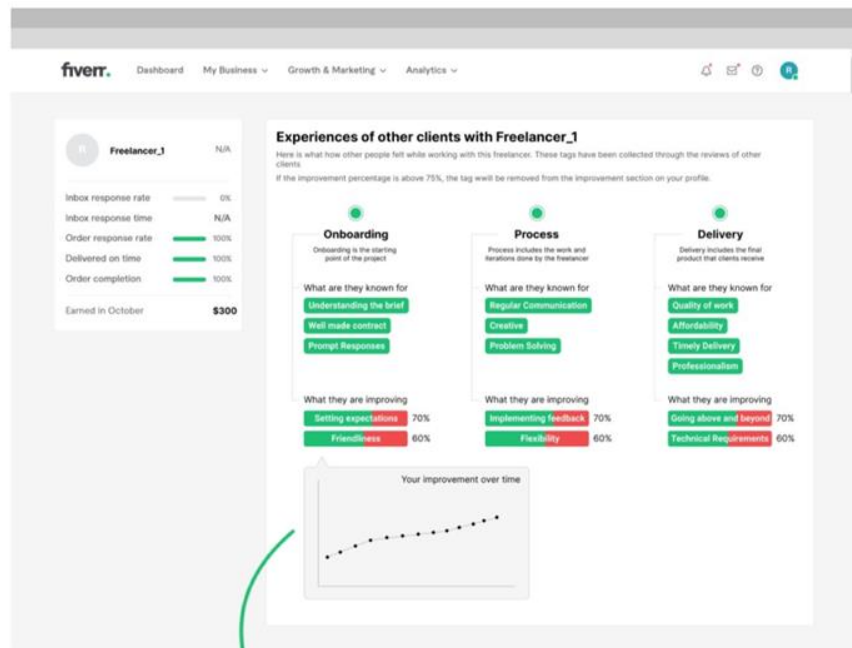 fiverr.
Dashboard
My Business
Growth & Marketing
Analytics
R
R
Freelancer_1
N/A
Inbox response rate
0%
Inbox response time
N/A
Order response rate
100%
Delivered on time
100%
Order completion
100%
Earned in October
$300
Experiences of other clients with Freelancer_1
Here is what how other people felt while working with this freelancer. These tags have been collected through the reviews of other
clients
If the improvement percentage is above 75%, the tag wwill be removed from the improvement section on your profile.
Onboarding
Onboarding is the starting
point of the project
What are they known for
Understanding the brief
Well made contract
Prompt Responses
What they are improving
Setting expectations 70%
Friendliness 60%
Process
Process includes the work and
iterations done by the freelancer
What are they known for
Regular Communication
Creative
Problem Solving
What they are improving
Implementing feedback 70%
Flexibility 60%
Delivery
Delivery includes the final
product that clients receive
What are they known for
Quality of work
Affordability
Timely Delivery
Professionalism
What they are improving
Going above and beyond 70%
Technical Requirements 60%
Your improvement over time